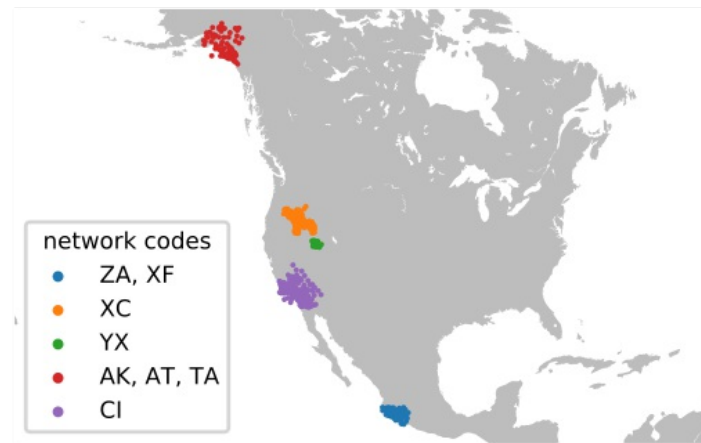 network codes
ZA, XF
XC
YX
AK, AT, TA
CI